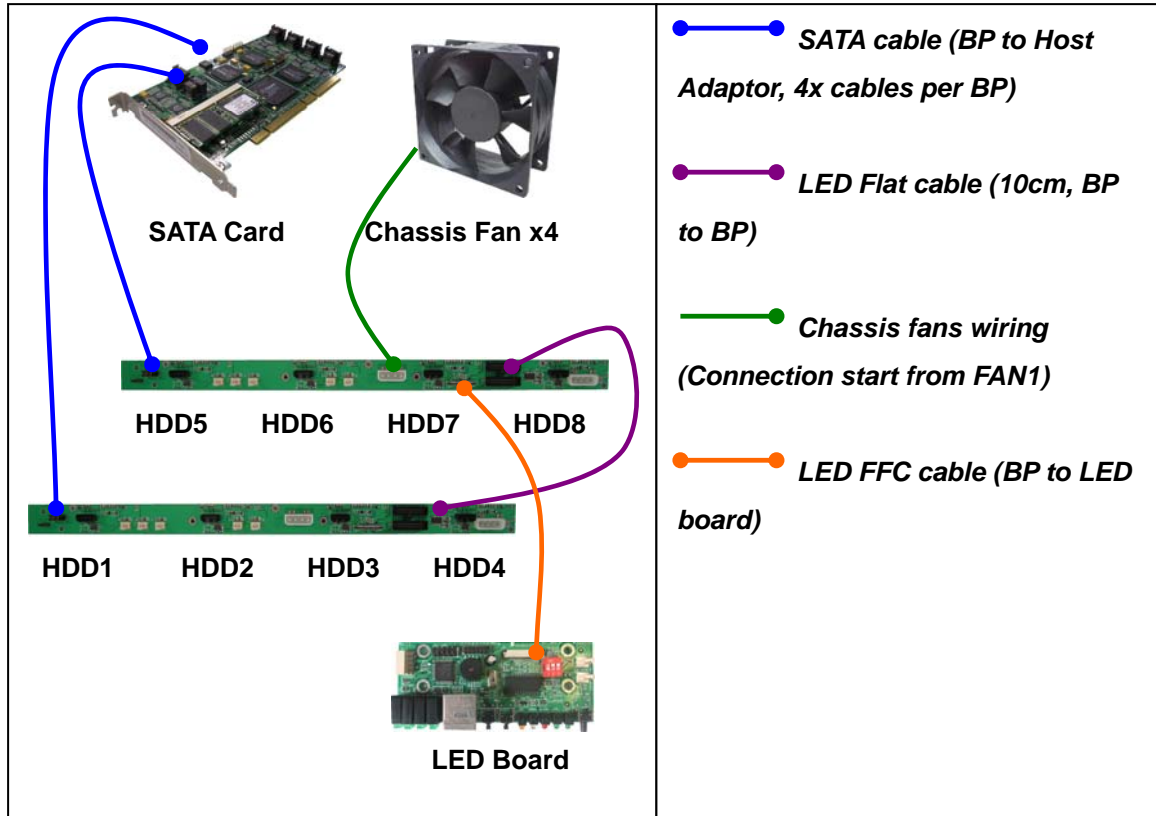 SATA Card
Chassis Fan x4
HDD5 HDD6 HDD7 HDD8
HDD1 HDD2 HDD3 HDD4
LED Board
SATA cable (BP to Host
Adaptor, 4x cables per BP)
LED Flat cable (10cm, BP
to BP)
Chassis fans wiring
(Connection start from FAN1)
LED FFC cable (BP to LED
board)